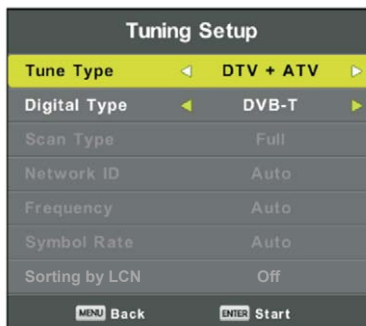 Tuning Setup
Tune Type DTV + ATV
Digital Type DVB-T
Scan Type Full
Network ID Auto
Frequency Auto
Symbol Rate Auto
Sorting by LCN Off
MENU Back ENTER Start